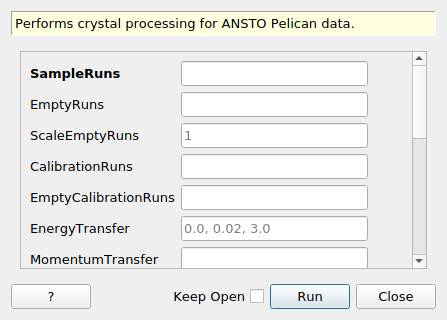 Performs crystal processing for ANSTO Pelican data.
SampleRuns
EmptyRuns
ScaleEmptyRuns 1
CalibrationRuns
EmptyCalibrationRuns
EnergyTransfer 0.0, 0.02, 3.0
MomentumTransfer
? Keep Open Run Close